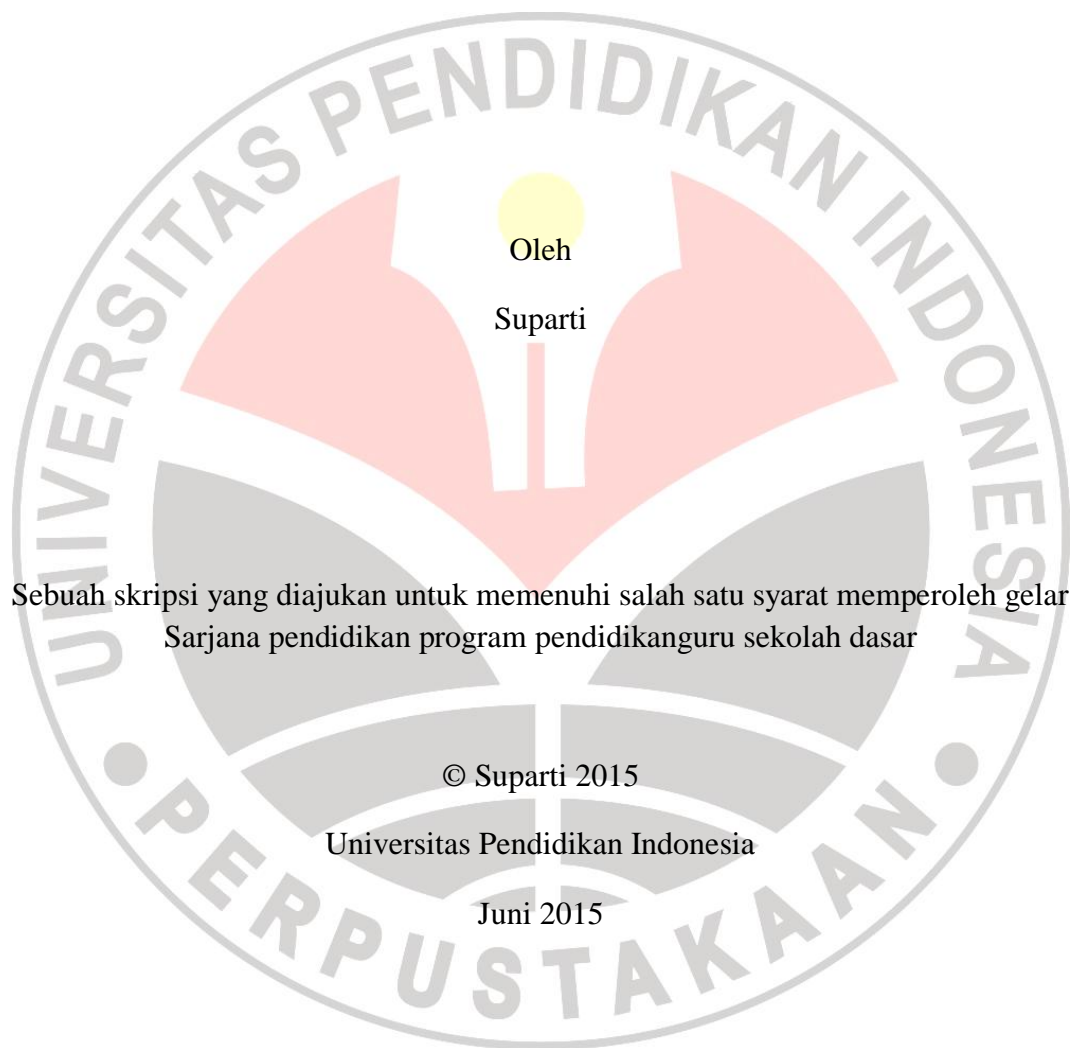 UNIVERSITAS PENDIDIKAN INDONESIA
Oleh
Suparti
Sebuah skripsi yang diajukan untuk memenuhi salah satu syarat memperoleh gelar
Sarjana pendidikan program pendidikanguru sekolah dasar
© Suparti 2015
Universitas Pendidikan Indonesia
Juni 2015
PERPUSTAKAAN